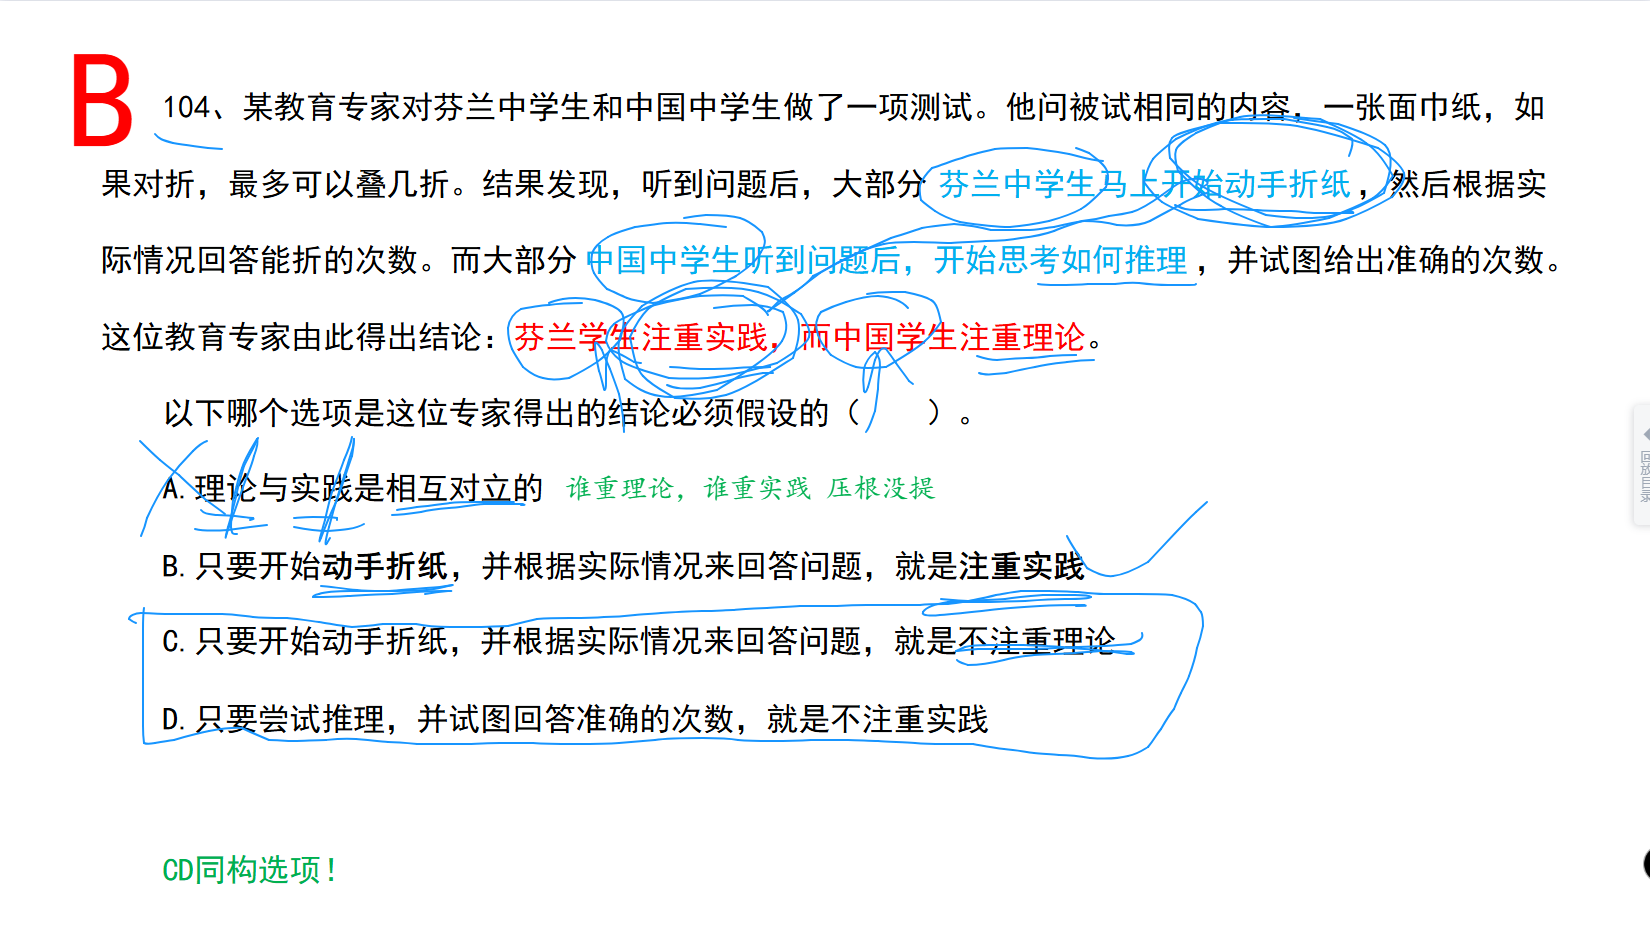 B
104、某教育专家对芬兰中学生和中国中学生做了一项测试。他问被试相同的内容，一张面巾纸，如
果对折，最多可以叠几折。结果发现，听到问题后，大部分芬兰中学生马上开始动手折纸，然后根据实
际情况回答能折的次数。而大部分中国中学生听到问题后，开始思考如何推理，并试图给出准确的次数。
这位教育专家由此得出结论：芬兰学生注重实践，而中国学生注重理论。
以下哪个选项是这位专家得出的结论必须假设的（　　）。
A.理论与实践是相互对立的 谁重理论，谁重实践 压根没提
B.只要开始动手折纸，并根据实际情况来回答问题，就是注重实践
C.只要开始动手折纸，并根据实际情况来回答问题，就是不注重理论
D.只要尝试推理，并试图回答准确的次数，就是不注重实践
CD同构选项！
回放目录